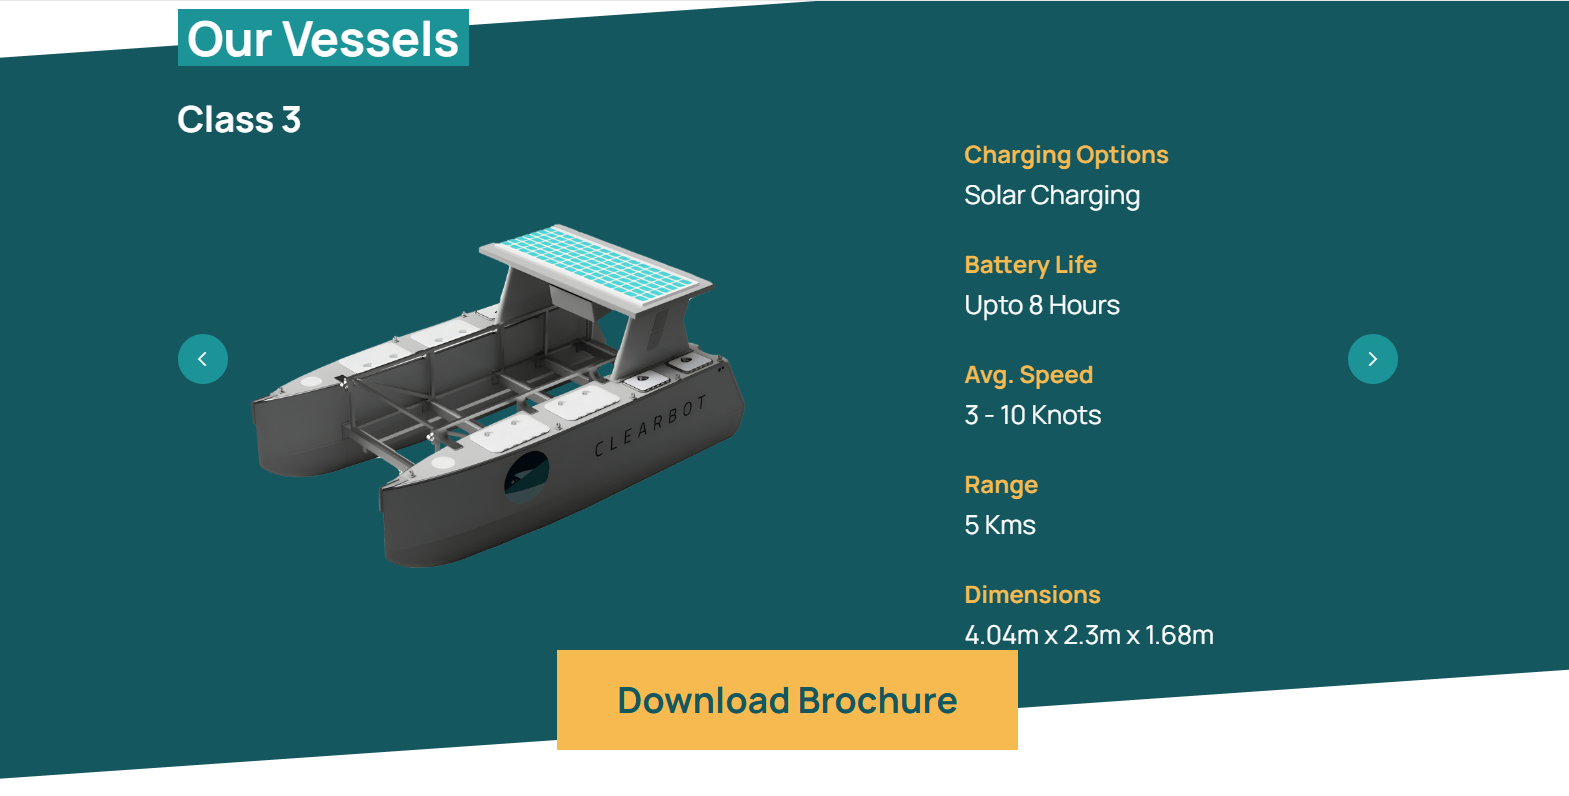 Our Vessels
Class 3
Charging Options
Solar Charging
Battery Life
Upto 8 Hours
Avg. Speed
3 - 10 Knots
Range
5 Kms
Dimensions
4.04m x 2.3m x 1.68m
CLEARBOT
Download Brochure